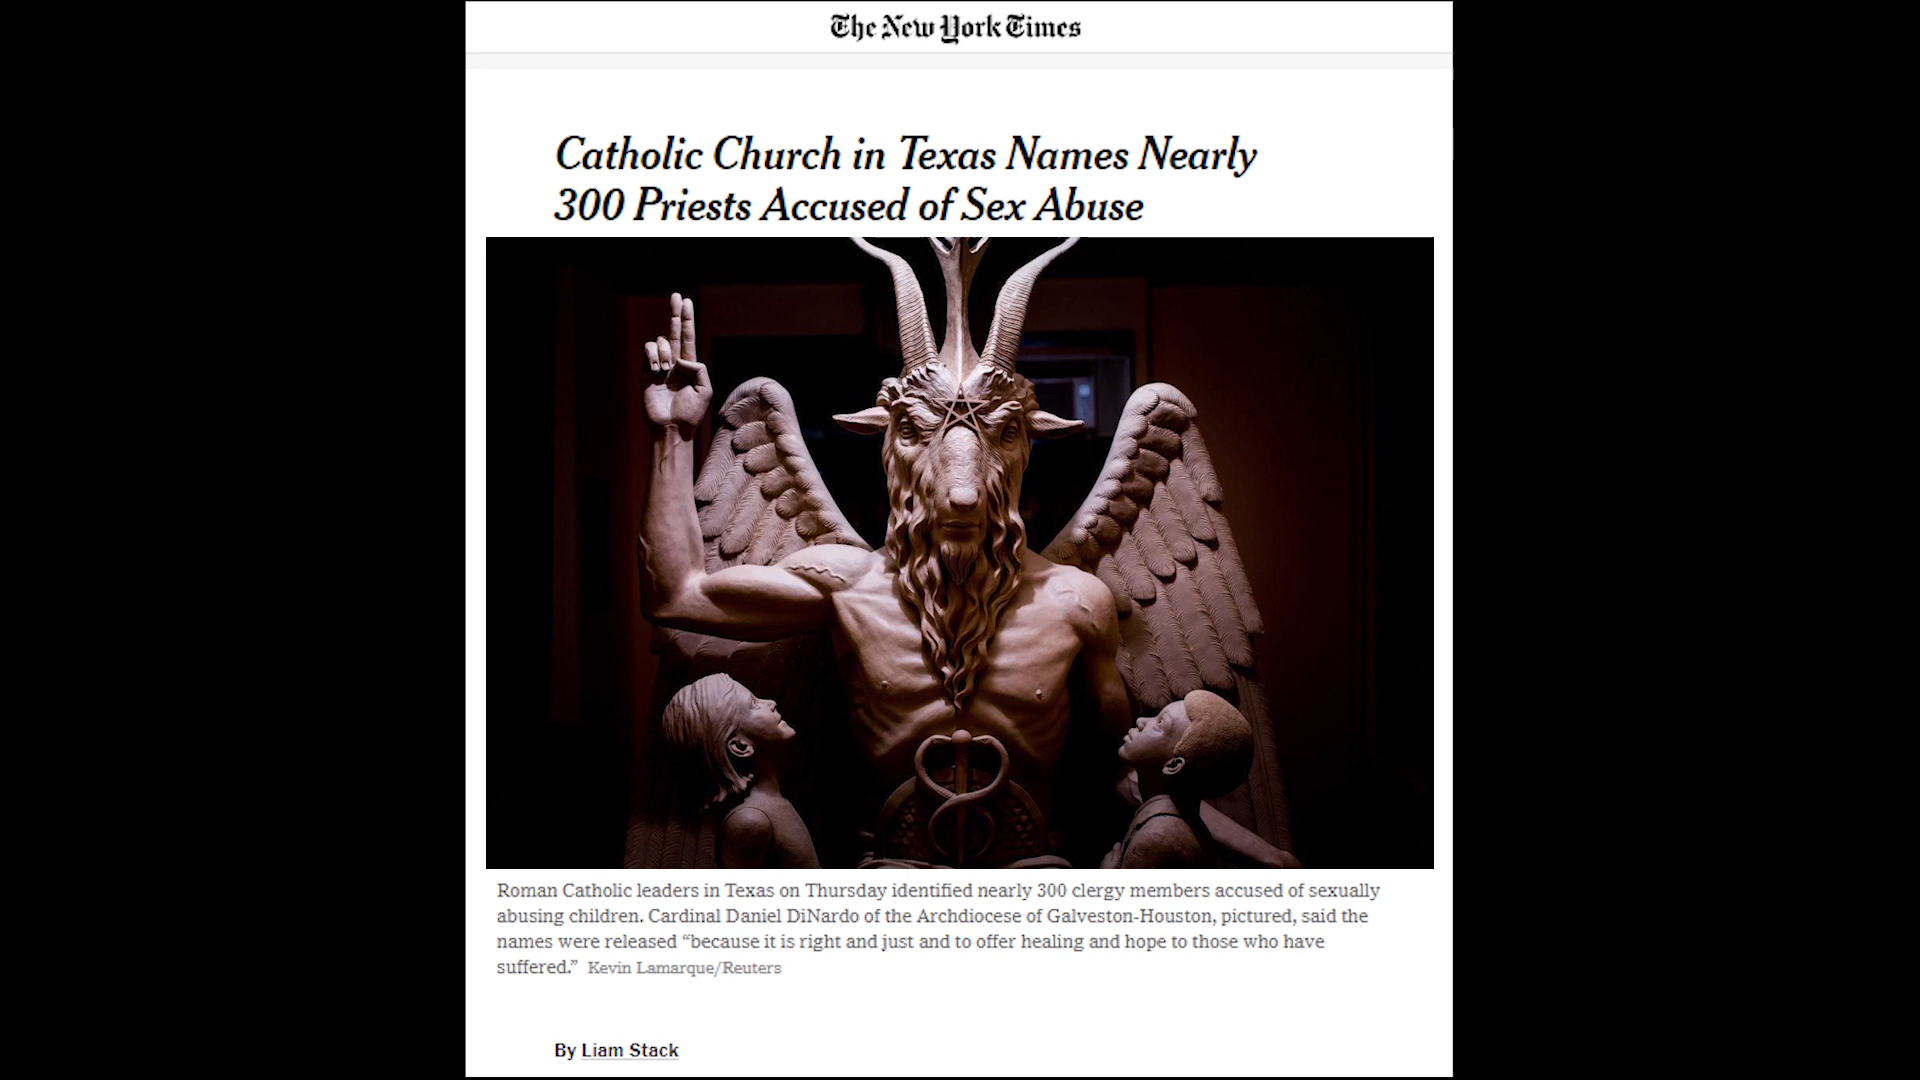 The New York Times
Catholic Church in Texas Names Nearly
300 Priests Accused of Sex Abuse
Roman Catholic leaders in Texas on Thursday identified nearly 300 clergy members accused of sexually
abusing children. Cardinal Daniel DiNardo of the Archdiocese of Galveston-Houston, pictured, said the
names were released “because it is right and just and to offer healing and hope to those who have
suffered.” Kevin Lamarque/Reuters
By Liam Stack